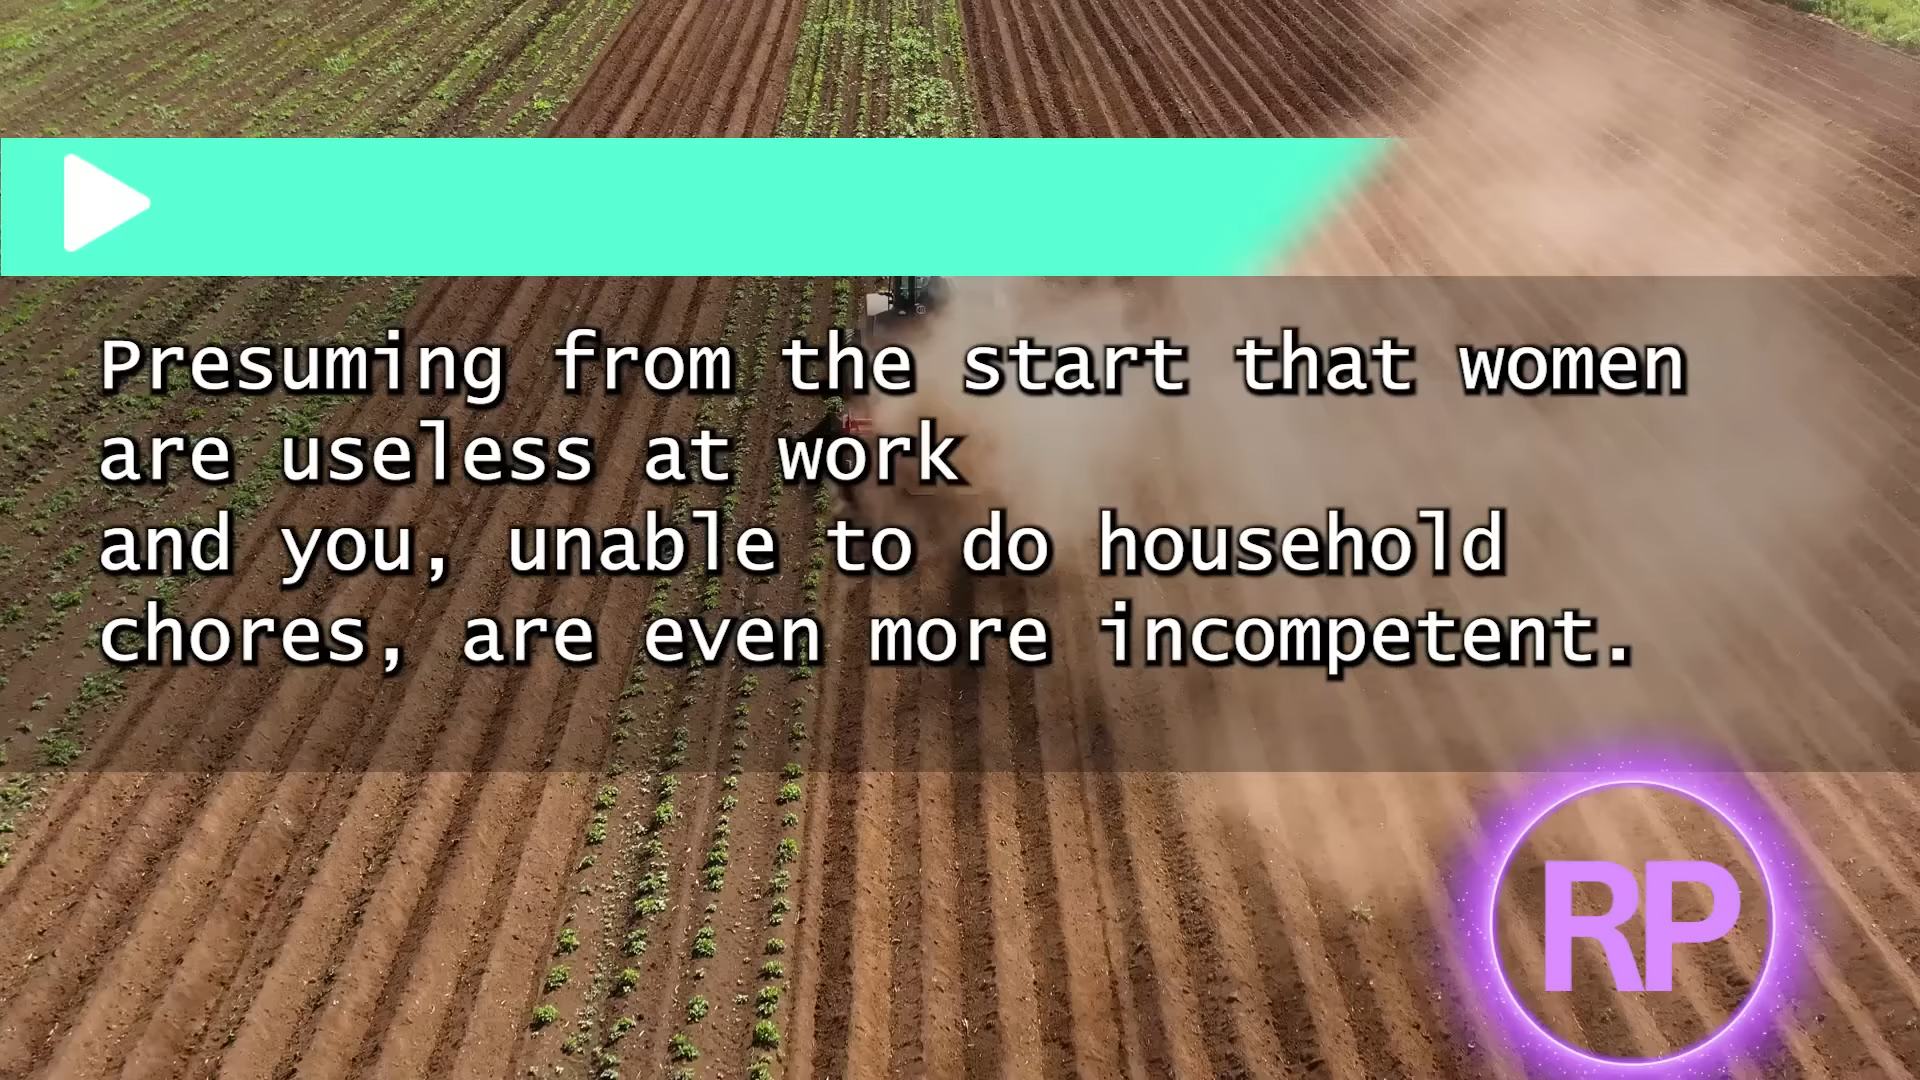 Presuming from the start that women
are useless at work
and you, unable to do household
chores, are even more incompetent.
RP